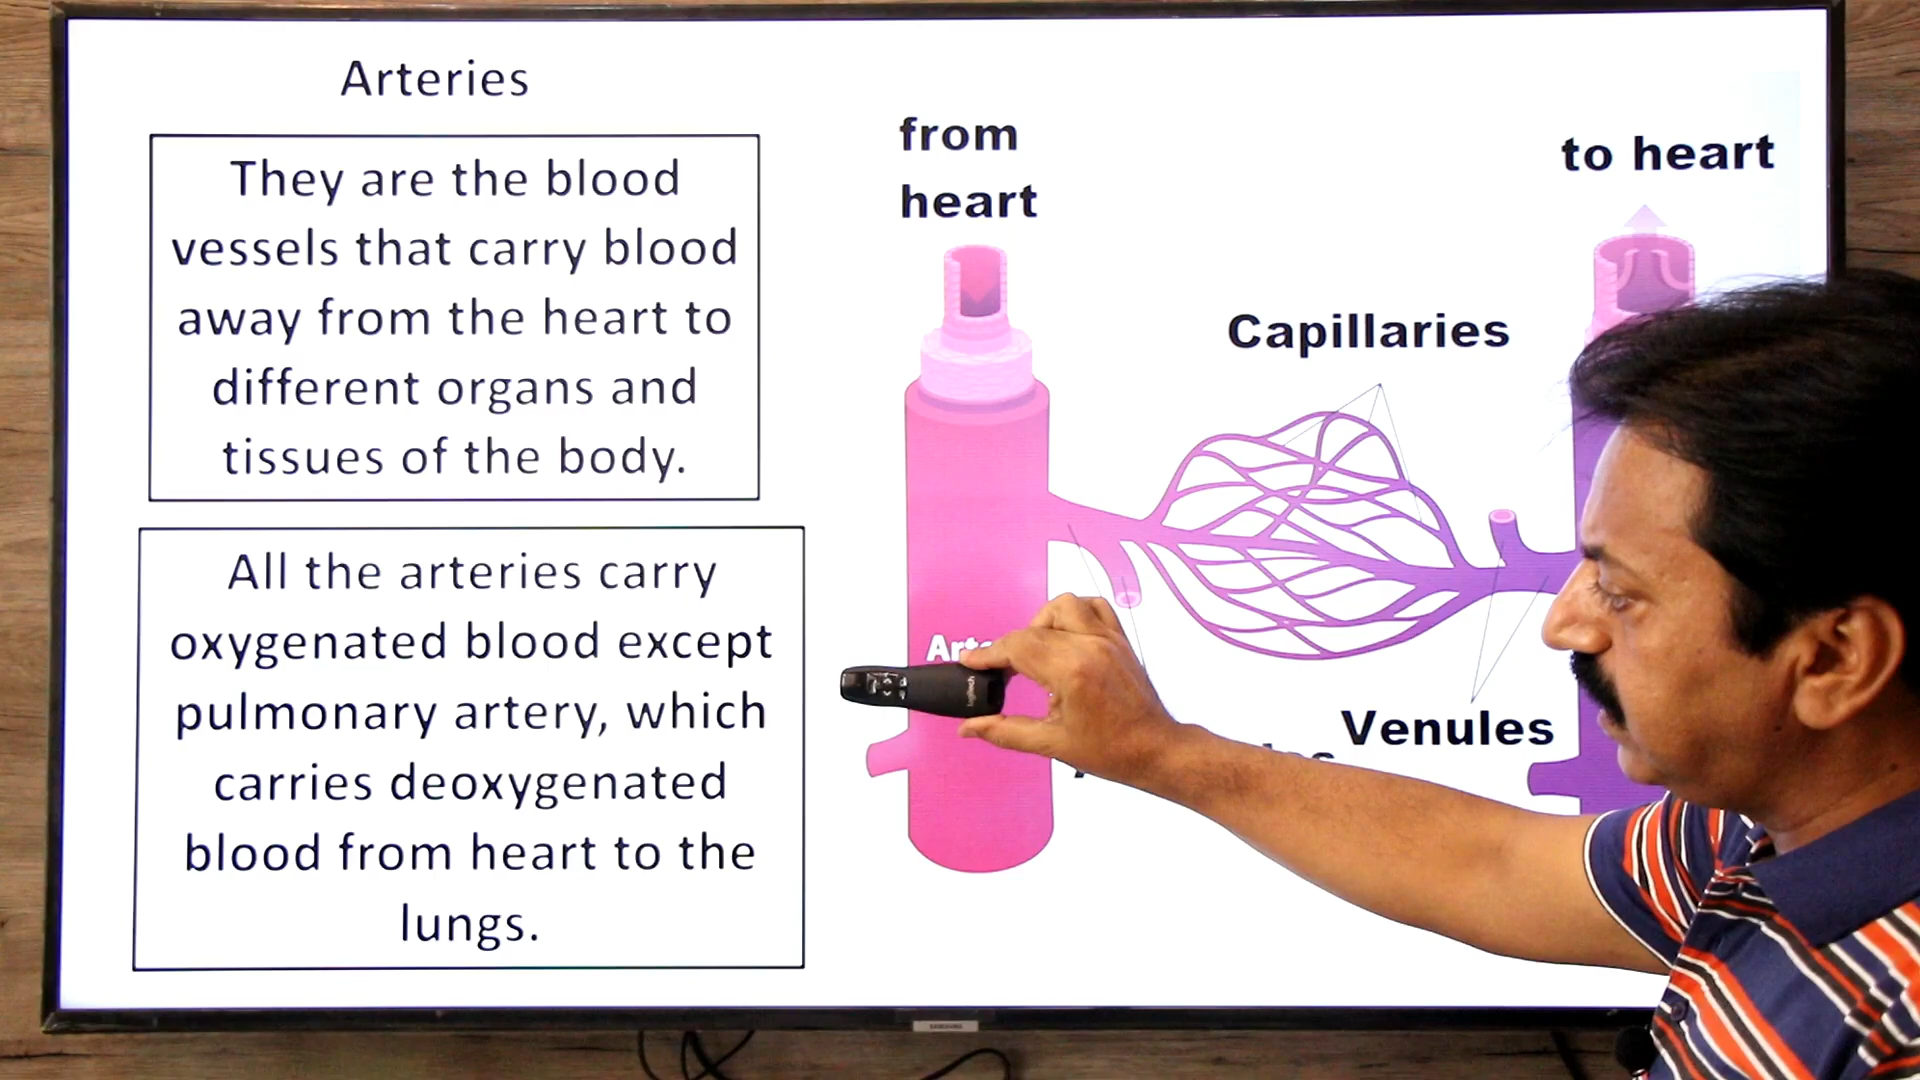 Arteries
They are the blood
vessels that carry blood
away from the heart to
different organs and
tissues of the body.
All the arteries carry
oxygenated blood except
pulmonary artery, which
carries deoxygenated
blood from heart to the
lungs.
from
heart
to heart
Capillaries
Venules
logitech
SAMSUNG